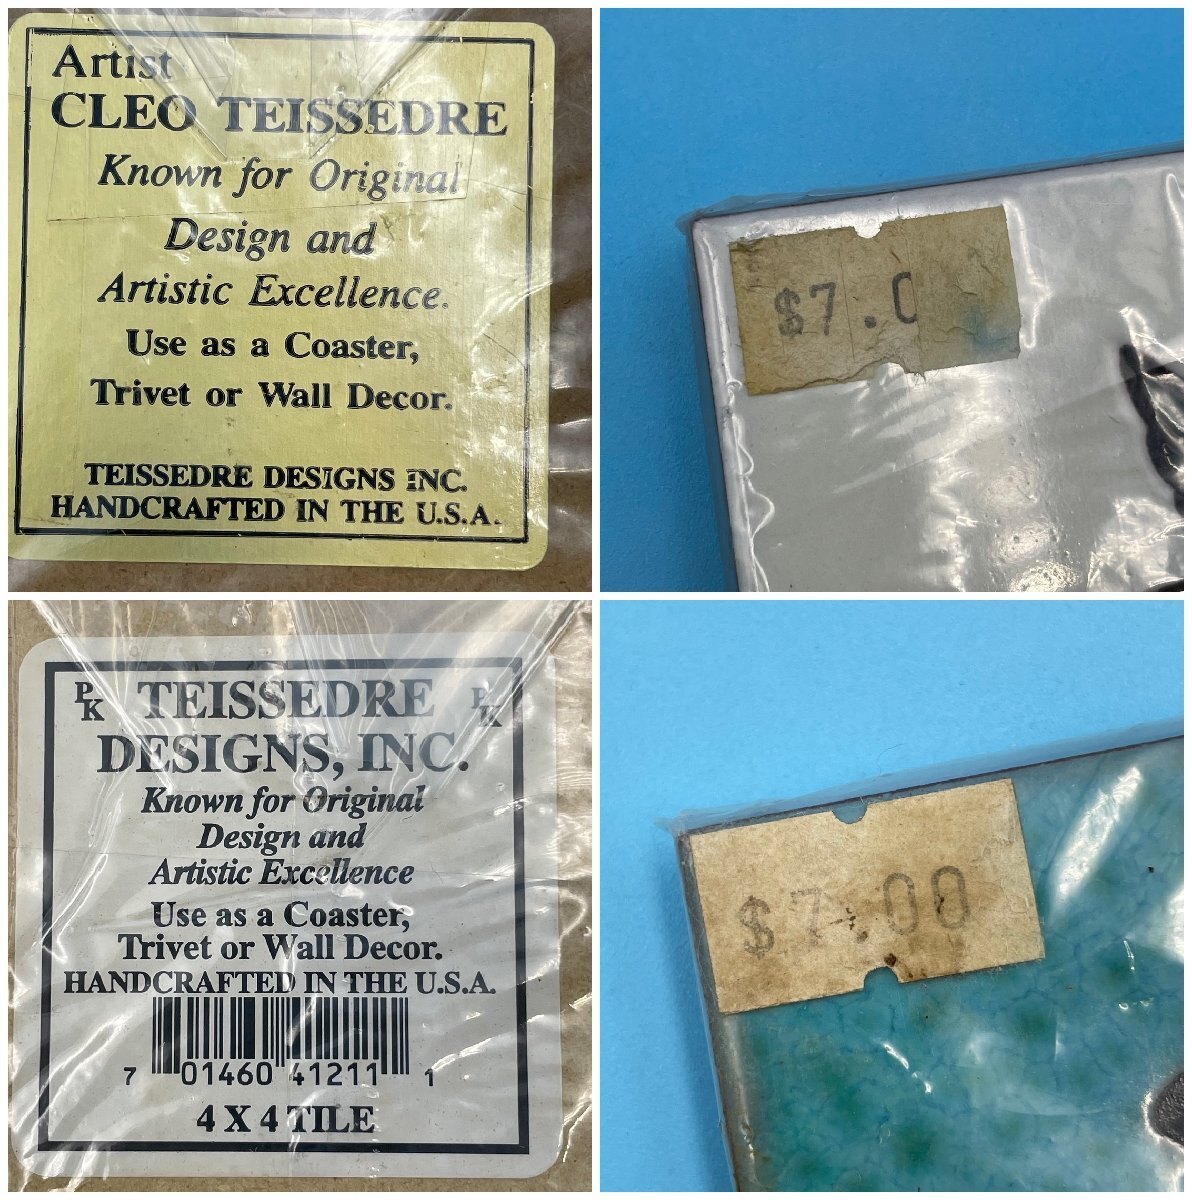 Artist
CLEO TEISSEDRE
Known for Original
Design and
Artistic Excellence.
Use as a Coaster,
Trivet or Wall Decor.
TEISSEDRE DESIGNS INC.
HANDCRAFTED IN THE U.S.A.
$7.0
PK TEISSEDRE PK
DESIGNS, INC.
Known for Original
Design and
Artistic Excellence
Use as a Coaster,
Trivet or Wall Decor.
HANDCRAFTED IN THE U.S.A.
7 01460 41211 1
4 X 4 TILE
$7.00